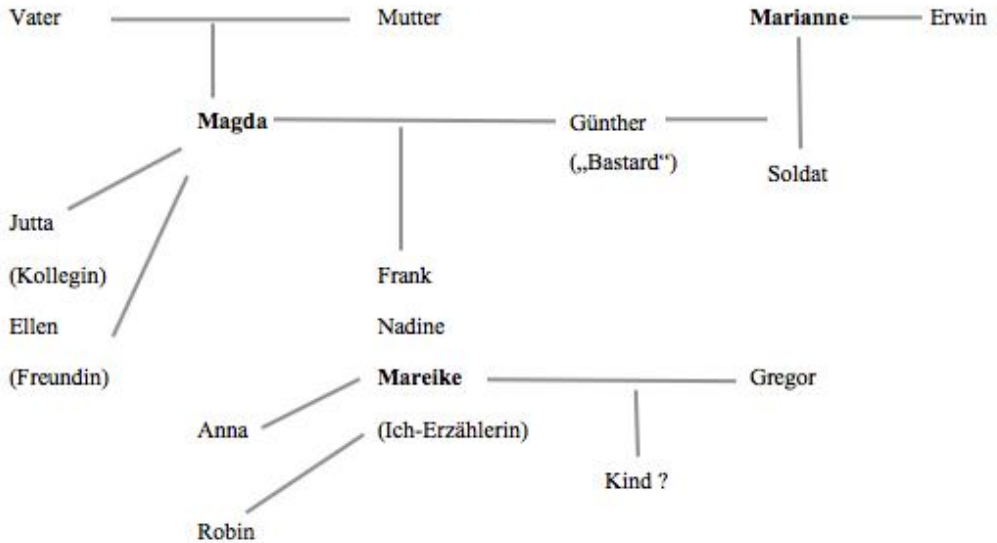 Vater Mutter Marianne Erwin
Magda Günther
(„Bastard“)
Soldat
Jutta
(Kollegin) Frank
Ellen Nadine
(Freundin) Mareike Gregor
Anna (Ich-Erzählerin)
Kind ?
Robin